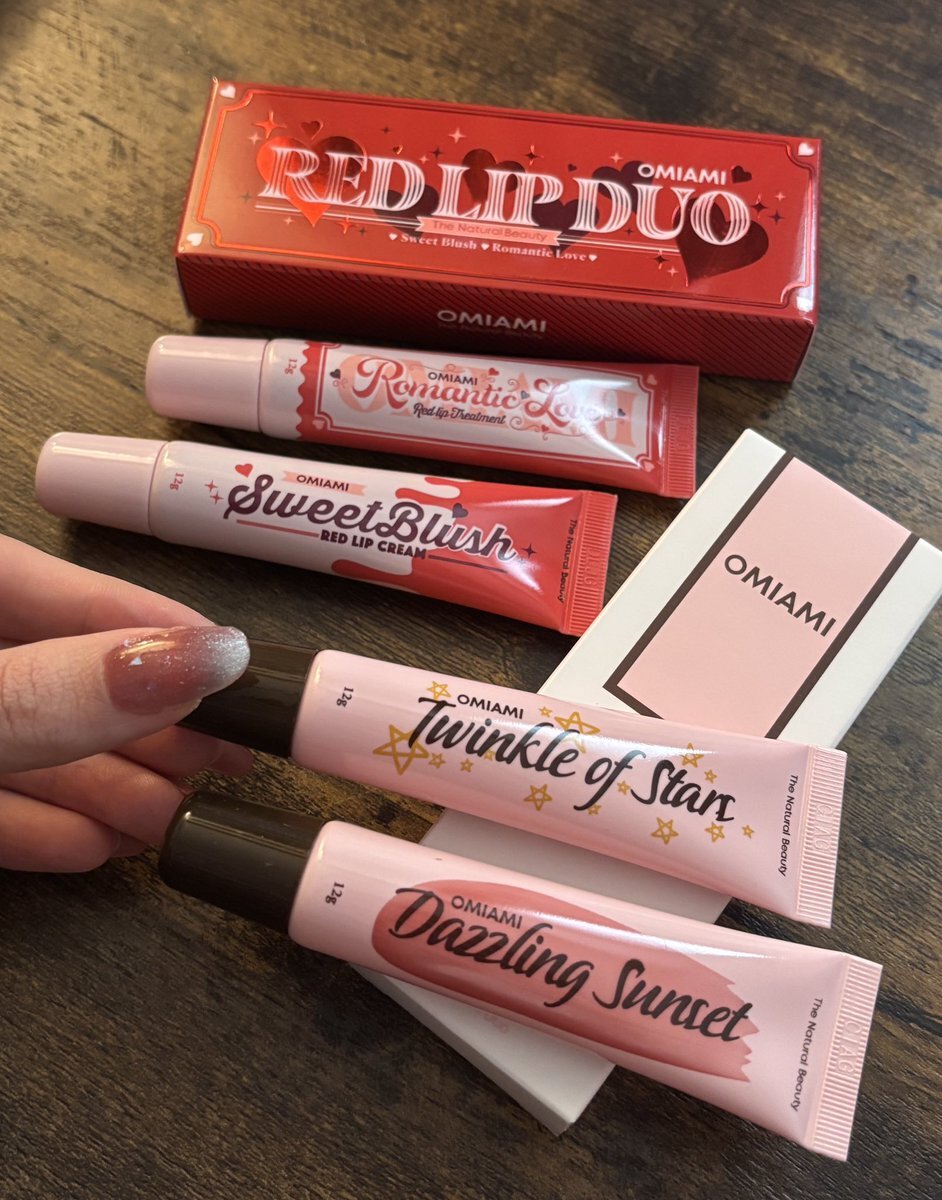 OMIAMI
RED LIP DUO
The Natural Beauty
Sweet Blush Romantic Love
OMIAMI
12g
OMIAMI
Romantic Love
Red lip Treatment
12g
OMIAMI
Sweet Blush
RED LIP CREAM
The Natural Beauty
OMIAMI
12g
OMIAMI
Twinkle of Stars
The Natural Beauty
12g
OMIAMI
Dazzling Sunset
The Natural Beauty